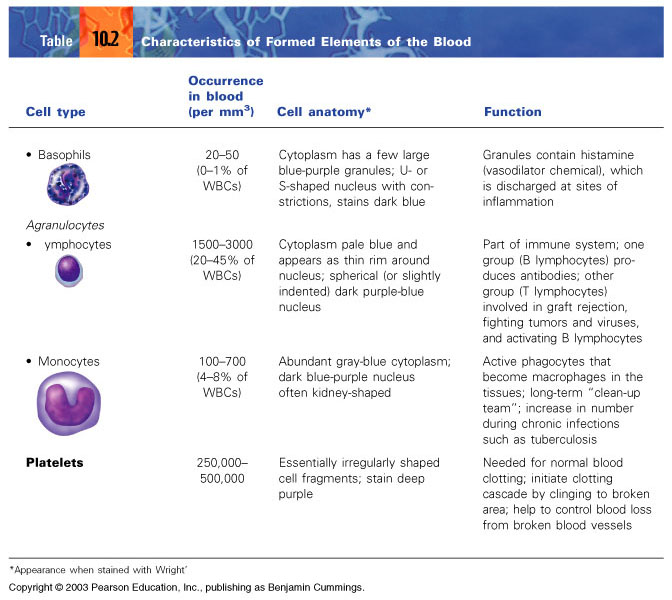 Table 10.2 Characteristics of Formed Elements of the Blood
Occurrence
in blood
Cell type (per mm³) Cell anatomy* Function
• Basophils 20–50 Cytoplasm has a few large Granules contain histamine
(0–1% of blue-purple granules; U- or (vasodilator chemical), which
WBCs) S-shaped nucleus with con- is discharged at sites of
strictions, stains dark blue inflammation
Agranulocytes
• ymphocytes 1500–3000 Cytoplasm pale blue and Part of immune system; one
(20–45% of appears as thin rim around group (B lymphocytes) pro-
WBCs) nucleus; spherical (or slightly duces antibodies; other
indented) dark purple-blue group (T lymphocytes)
nucleus involved in graft rejection,
fighting tumors and viruses,
and activating B lymphocytes
• Monocytes 100–700 Abundant gray-blue cytoplasm; Active phagocytes that
(4–8% of dark blue-purple nucleus become macrophages in the
WBCs) often kidney-shaped tissues; long-term “clean-up
team”; increase in number
during chronic infections
such as tuberculosis
Platelets 250,000– Essentially irregularly shaped Needed for normal blood
500,000 cell fragments; stain deep clotting; initiate clotting
purple cascade by clinging to broken
area; help to control blood loss
from broken blood vessels
*Appearance when stained with Wright’
Copyright © 2003 Pearson Education, Inc., publishing as Benjamin Cummings.